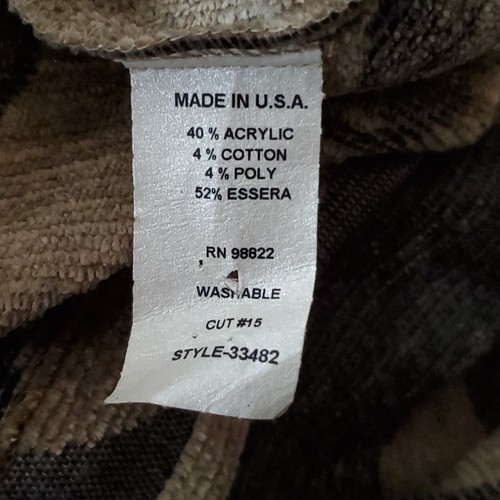 MADE IN U.S.A.
40 % ACRYLIC
4 % COTTON
4 % POLY
52% ESSERA
RN 98822
WASHABLE
CUT #15
STYLE-33482